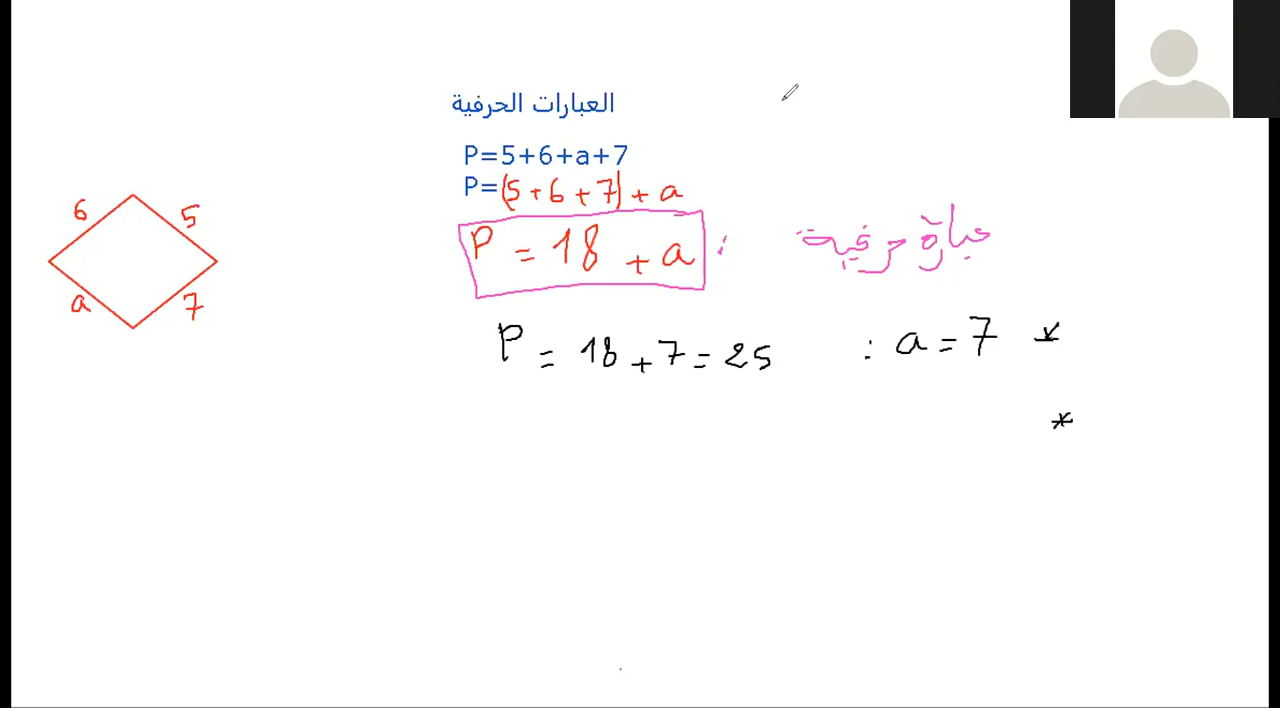 العبارات الحرفية
P=5+6+a+7
P=(5+6+7)+a
P=18+a : عبارة حرفية
* a=7 : P=18+7=25
*
6
5
a
7